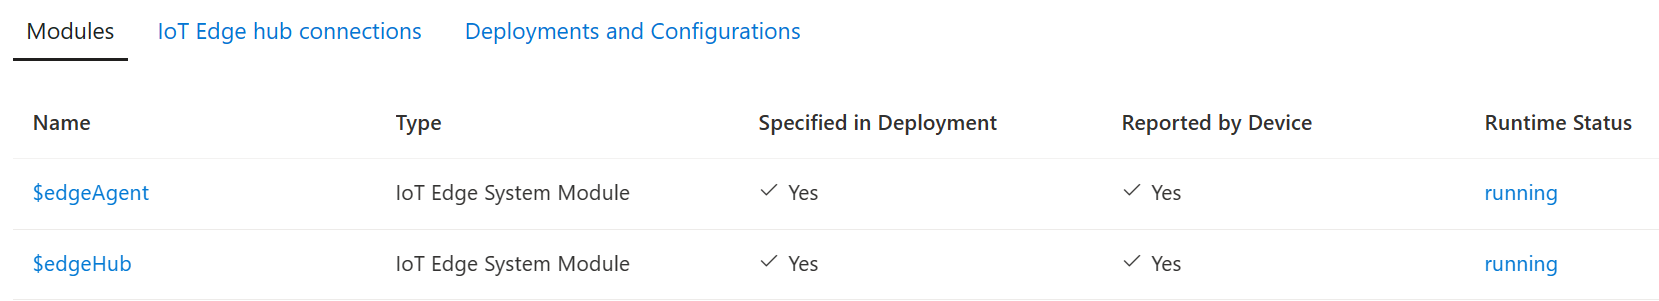 Modules IoT Edge hub connections Deployments and Configurations
Name Type Specified in Deployment Reported by Device Runtime Status
$edgeAgent IoT Edge System Module Yes Yes running
$edgeHub IoT Edge System Module Yes Yes running